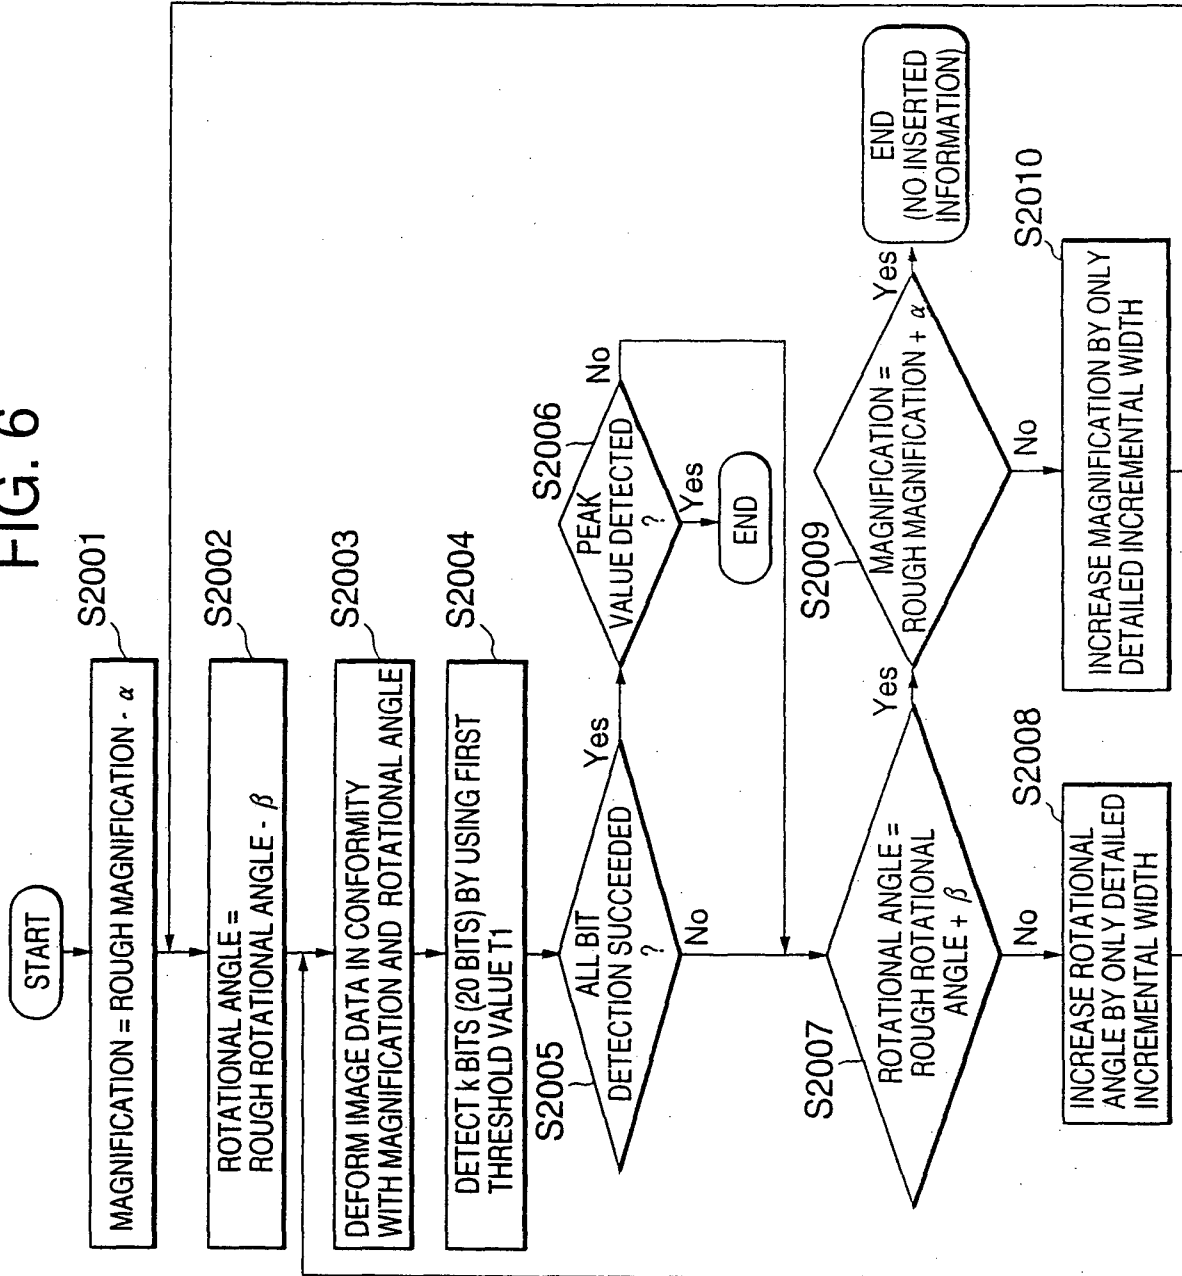 FIG. 6
START
S2001
MAGNIFICATION = ROUGH MAGNIFICATION - α
S2002
ROTATIONAL ANGLE =
ROUGH ROTATIONAL ANGLE - β
S2003
DEFORM IMAGE DATA IN CONFORMITY
WITH MAGNIFICATION AND ROTATIONAL ANGLE
S2004
DETECT k BITS (20 BITS) BY USING FIRST
THRESHOLD VALUE T1
S2005
ALL BIT
DETECTION SUCCEEDED
?
Yes
No
S2006
PEAK
VALUE DETECTED
?
No
Yes
END
S2007
ROTATIONAL ANGLE =
ROUGH ROTATIONAL
ANGLE + β
Yes
No
S2008
INCREASE ROTATIONAL
ANGLE BY ONLY DETAILED
INCREMENTAL WIDTH
S2009
MAGNIFICATION =
ROUGH MAGNIFICATION + α
Yes
No
END
(NO INSERTED
INFORMATION)
S2010
INCREASE MAGNIFICATION BY ONLY
DETAILED INCREMENTAL WIDTH